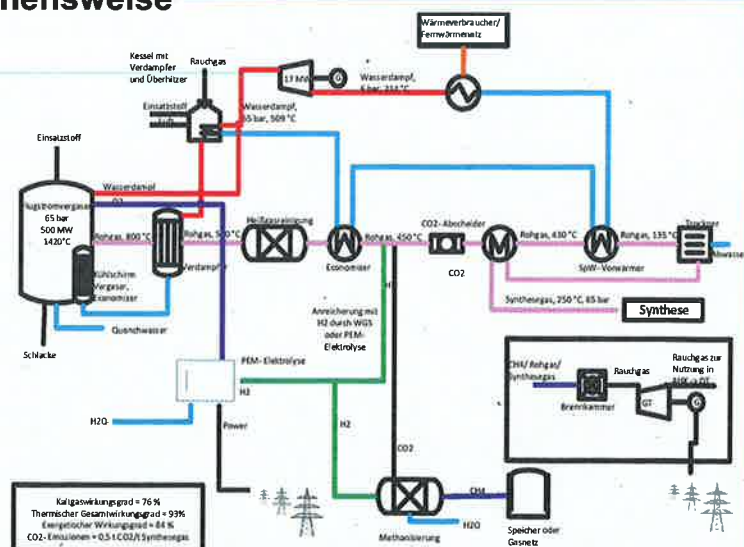 nensweise
Wärmeverbraucher/
Fernwärmenetz
Kessel mit
Verdampfer
und Überhitzer
Rauchgas
17 MW
G
Wasserdampf,
Einsatzstoff
Luft
Wasserdampf,
65 bar, 509 °C
Einsatzstoff
Wasserdampf
O2
Flugstromvergaser
65 bar
500 MW
1420°C
Rohgas, 800°C
Rohgas,
Heißgasreinigung
Rohgas, 450°C
CO2-Abscheider
Rohgas, 430°C
Rohgas, 135°C
Trockner
Abwasser
Kühlschirm
Vergaser,
Economizer
Verdampfer
Economizer
CO2
SpW-Vorwärmer
Quenchwasser
Schlacke
Synthesegas, 250 °C, 65 bar
Synthese
Anreicherung mit
H2 durch WGS
oder PEM-
Elektrolyse
PEM-Elektrolyse
H2
H2O
Power
H2
CO2
CH4/ Rohgas/
Synthesegas
Rauchgas
Rauchgas zur
Nutzung in
Brennkammer
GT
G
CH4
H2O
Methanisierung
Speicher oder
Gasnetz
Kaltgaswirkungsgrad = 76 %
Thermischer Gesamtwirkungsgrad = 93%
Exergetischer Wirkungsgrad = 84 %
CO2- Emissionen = 0,5 t CO2/t Synthesegas